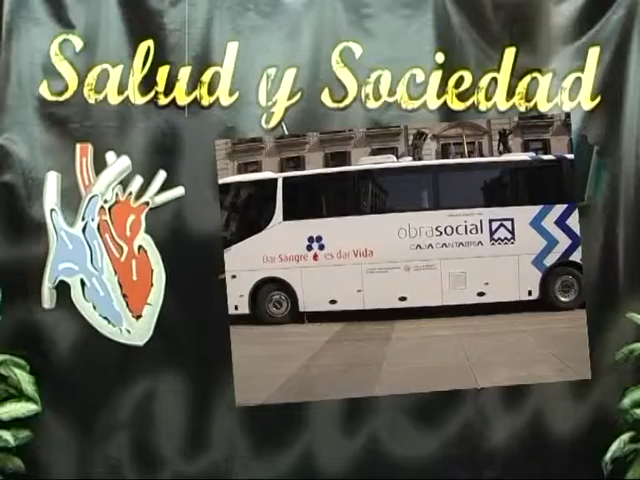 Salud y Sociedad
obrasocial
CAJA CANTABRIA
Dar Sangre es dar Vida